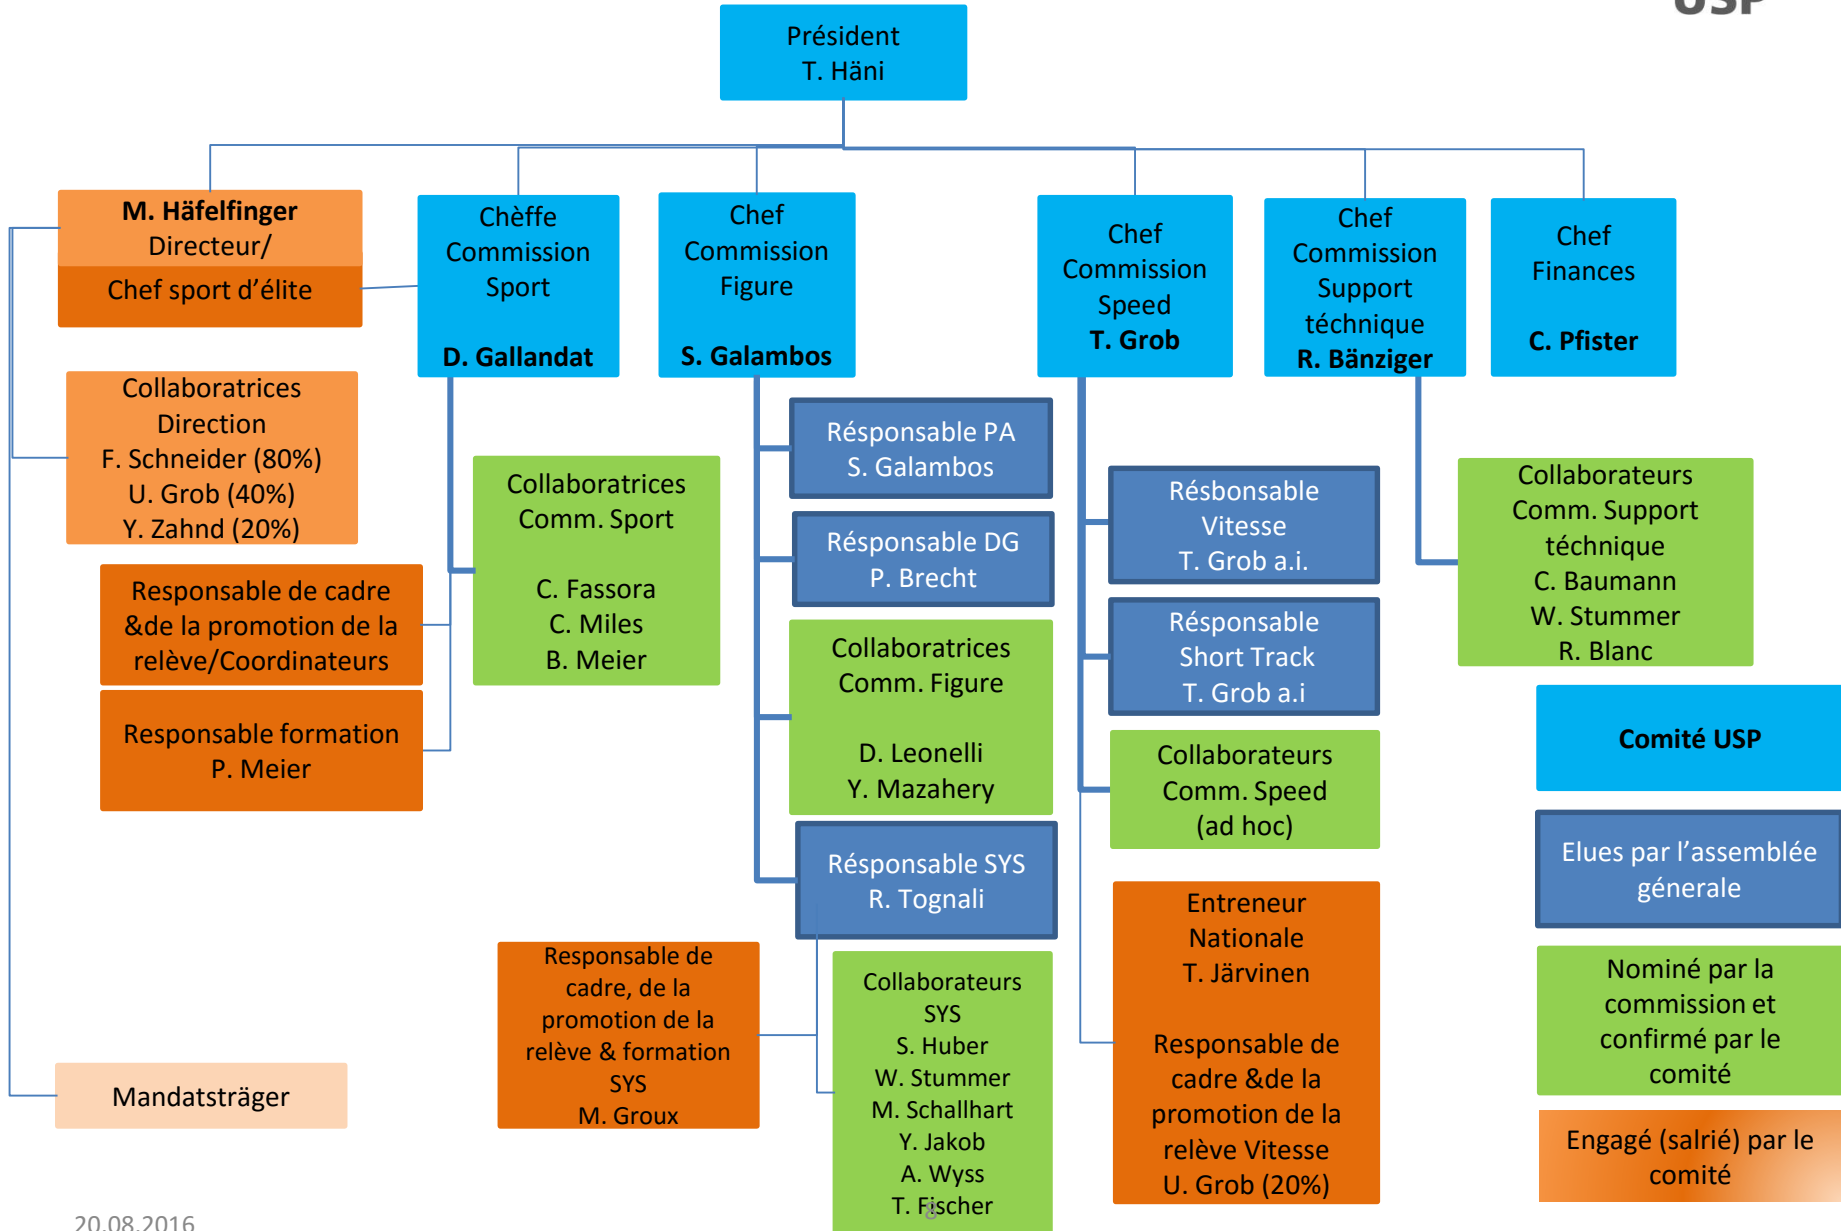 USP
Président
T. Häni
M. Häfelfinger
Directeur/
Chef sport d’élite
Chèffe
Commission
Sport
D. Gallandat
Chef
Commission
Figure
S. Galambos
Chef
Commission
Speed
T. Grob
Chef
Commission
Support
téchnique
R. Bänziger
Chef
Finances
C. Pfister
Collaboratrices
Direction
F. Schneider (80%)
U. Grob (40%)
Y. Zahnd (20%)
Responsable de cadre
&de la promotion de la
relève/Coordinateurs
Responsable formation
P. Meier
Collaboratrices
Comm. Sport
C. Fassora
C. Miles
B. Meier
Résponsable PA
S. Galambos
Résponsable DG
P. Brecht
Collaboratrices
Comm. Figure
D. Leonelli
Y. Mazahery
Résponsable SYS
R. Tognali
Responsable de
cadre, de la
promotion de la
relève & formation
SYS
M. Groux
Collaborateurs
SYS
S. Huber
W. Stummer
M. Schallhart
Y. Jakob
A. Wyss
T. Fischer
Résbonsable
Vitesse
T. Grob a.i.
Résponsable
Short Track
T. Grob a.i
Collaborateurs
Comm. Speed
(ad hoc)
Entreneur
Nationale
T. Järvinen
Responsable de
cadre &de la
promotion de la
relève Vitesse
U. Grob (20%)
Collaborateurs
Comm. Support
téchnique
C. Baumann
W. Stummer
R. Blanc
Comité USP
Elues par l’assemblée
génerale
Nominé par la
commission et
confirmé par le
comité
Engagé (salrié) par le
comité
Mandatsträger
20.08.2016
8